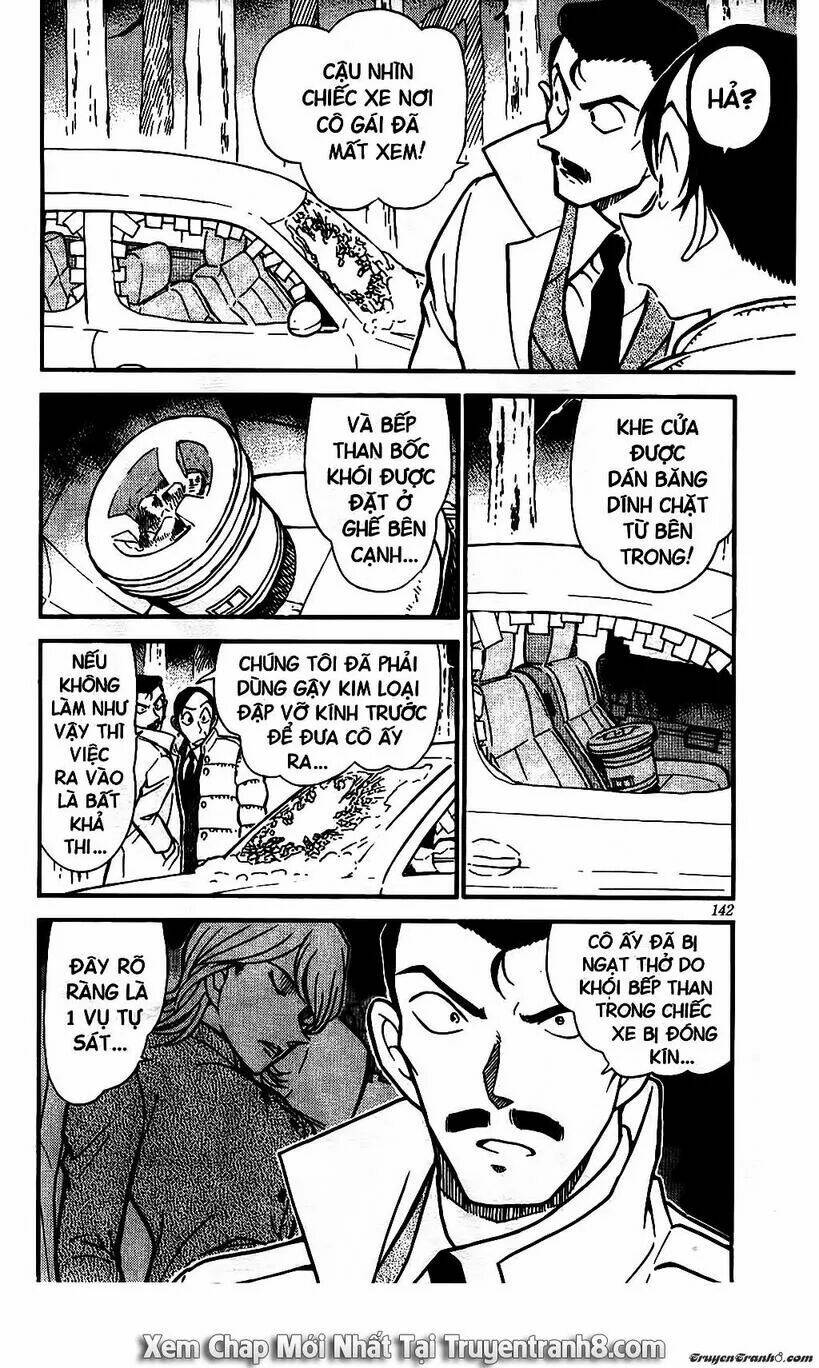 CẬU NHÌN
CHIẾC XE NƠI
CÔ GÁI ĐÃ
MẤT XEM!
HẢ?
VÀ BẾP
THAN BỐC
KHÓI ĐƯỢC
ĐẶT Ở
GHẾ BÊN
CẠNH...
KHE CỬA
ĐƯỢC
DÁN BĂNG
DÍNH CHẶT
TỪ BÊN
TRONG!
NẾU
KHÔNG
LÀM NHƯ
VẬY THÌ
VIỆC
RA VÀO
LÀ BẤT
KHẢ
THI...
CHÚNG TÔI ĐÃ PHẢI
DÙNG GẬY KIM LOẠI
ĐẬP VỠ KÍNH TRƯỚC
ĐỂ ĐƯA CÔ ẤY
RA...
142
ĐÂY RÕ
RÀNG LÀ
1 VỤ TỰ
SÁT...
CÔ ẤY ĐÃ BỊ
NGẠT THỞ DO
KHÓI BẾP THAN
TRONG CHIẾC
XE BỊ ĐÓNG
KÍN...
Xem Chap Mới Nhất Tại Truyentranh8.com
TruyenTranh8.com